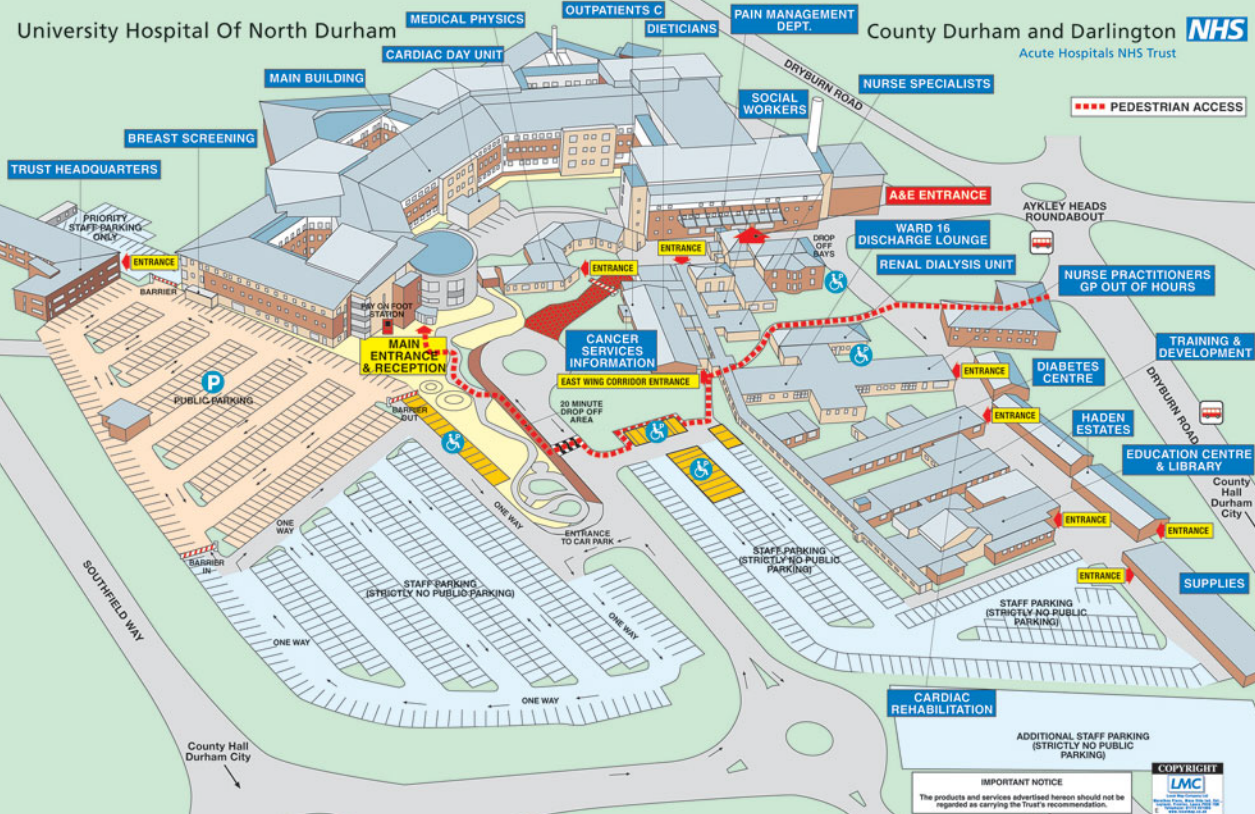 University Hospital Of North Durham
County Durham and Darlington NHS
Acute Hospitals NHS Trust
MEDICAL PHYSICS
OUTPATIENTS C
DIETICIANS
PAIN MANAGEMENT
DEPT.
CARDIAC DAY UNIT
MAIN BUILDING
DRYBURN ROAD
NURSE SPECIALISTS
SOCIAL
WORKERS
PEDESTRIAN ACCESS
BREAST SCREENING
TRUST HEADQUARTERS
A&E ENTRANCE
PRIORITY
STAFF PARKING
ONLY
AYKLEY HEADS
ROUNDABOUT
WARD 16
DISCHARGE LOUNGE
DROP
OFF
BAYS
ENTRANCE
ENTRANCE
ENTRANCE
RENAL DIALYSIS UNIT
NURSE PRACTITIONERS
GP OUT OF HOURS
BARRIER
P
PAY ON FOOT
STATION
MAIN
ENTRANCE
& RECEPTION
CANCER
SERVICES
INFORMATION
P
TRAINING &
DEVELOPMENT
EAST WING CORRIDOR ENTRANCE
ENTRANCE
DIABETES
CENTRE
DRYBURN ROAD
P
PUBLIC PARKING
BARRIER
OUT
20 MINUTE
DROP OFF
AREA
ENTRANCE
HADEN
ESTATES
P
P
P
EDUCATION CENTRE
& LIBRARY
County
Hall
Durham
City
ONE
WAY
ONE WAY
ENTRANCE
TO CAR PARK
ENTRANCE
ENTRANCE
BARRIER
IN
STAFF PARKING
(STRICTLY NO PUBLIC PARKING)
STAFF PARKING
(STRICTLY NO PUBLIC
PARKING)
ENTRANCE
SUPPLIES
SOUTHFIELD WAY
STAFF PARKING
(STRICTLY NO PUBLIC
PARKING)
ONE WAY
ONE WAY
ONE WAY
CARDIAC
REHABILITATION
County Hall
Durham City
ADDITIONAL STAFF PARKING
(STRICTLY NO PUBLIC
PARKING)
IMPORTANT NOTICE
The products and services advertised hereon should not be
regarded as carrying the Trust's recommendation.
COPYRIGHT
LMC